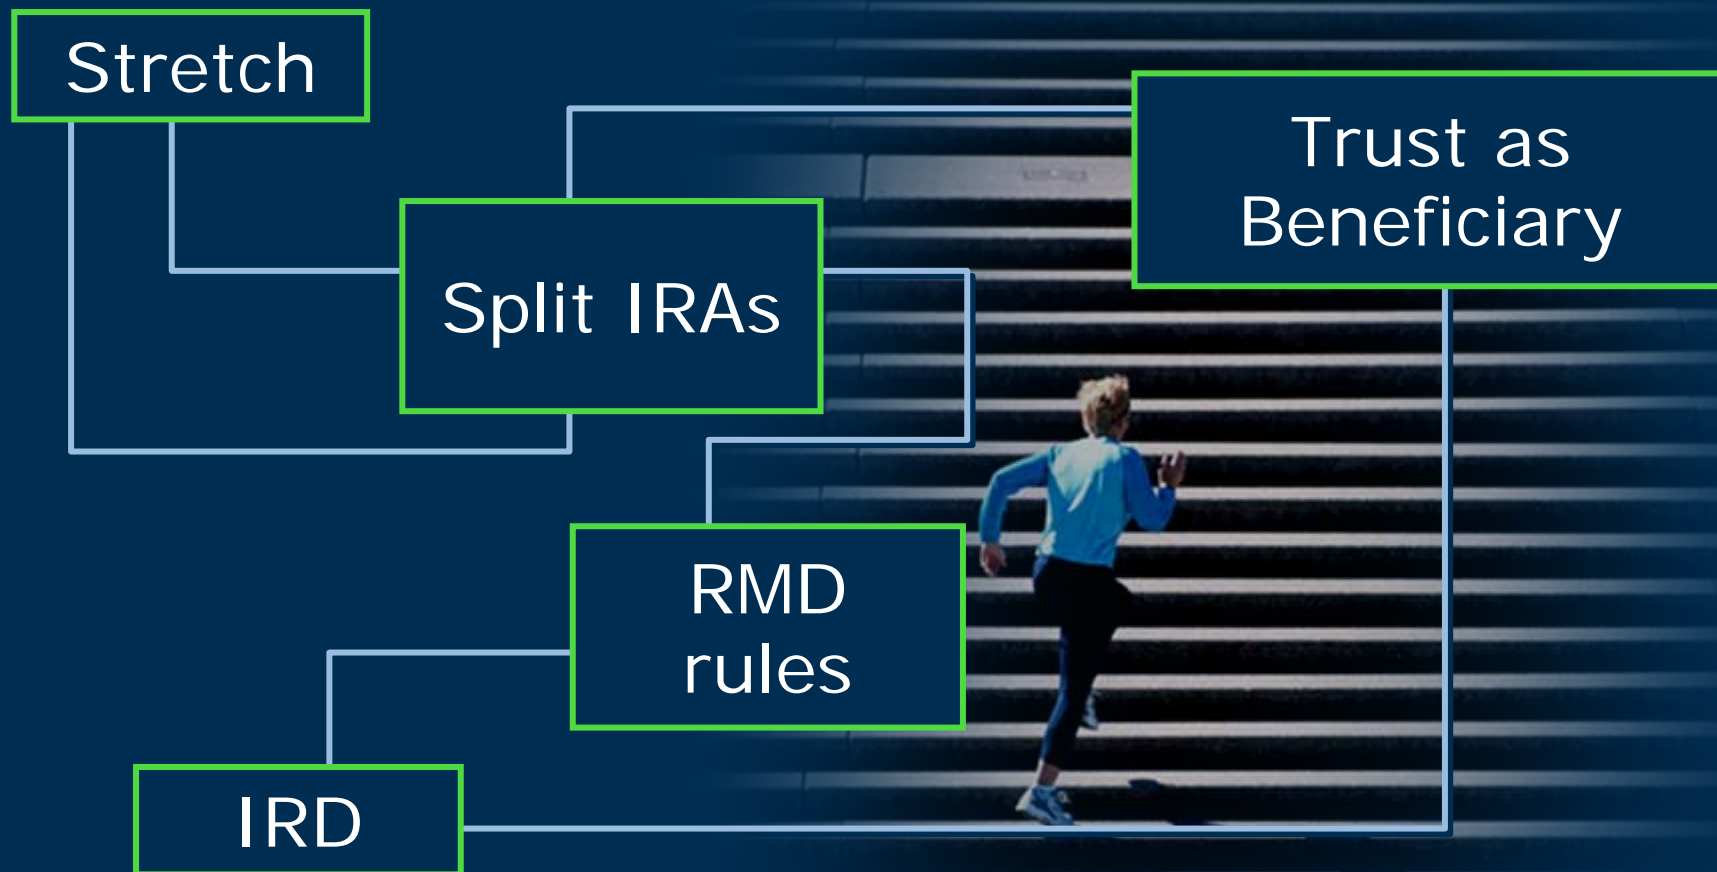 Stretch
Trust as
Beneficiary
Split IRAs
RMD
rules
IRD